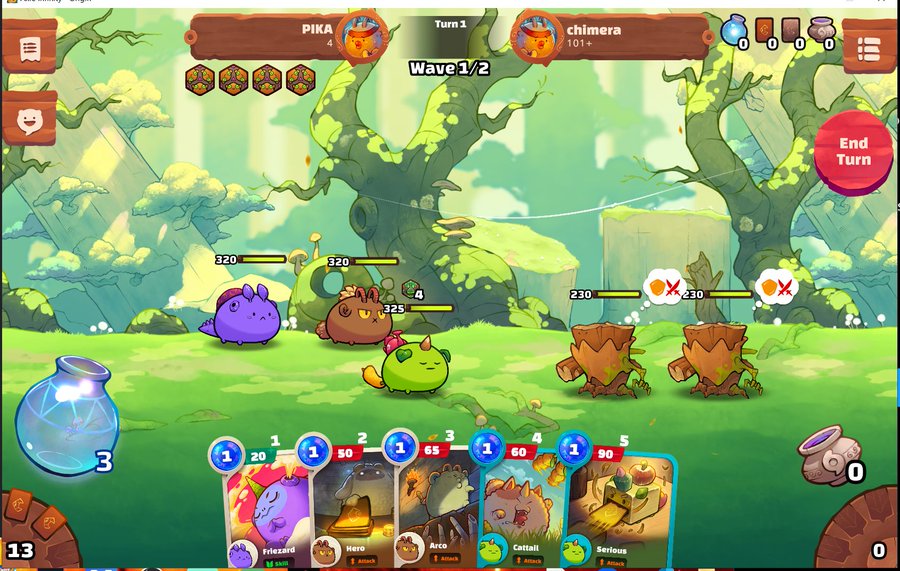 PIKA
4
Turn 1
Wave 1/2
chimera
101+
0
0
0
0
End
Turn
320
320
4
325
230
230
3
0
1
20
1
Friezard
Skill
1
50
2
Hero
Attack
1
65
3
Arco
Attack
1
60
4
Cattail
Attack
1
90
5
Serious
Attack
13
0